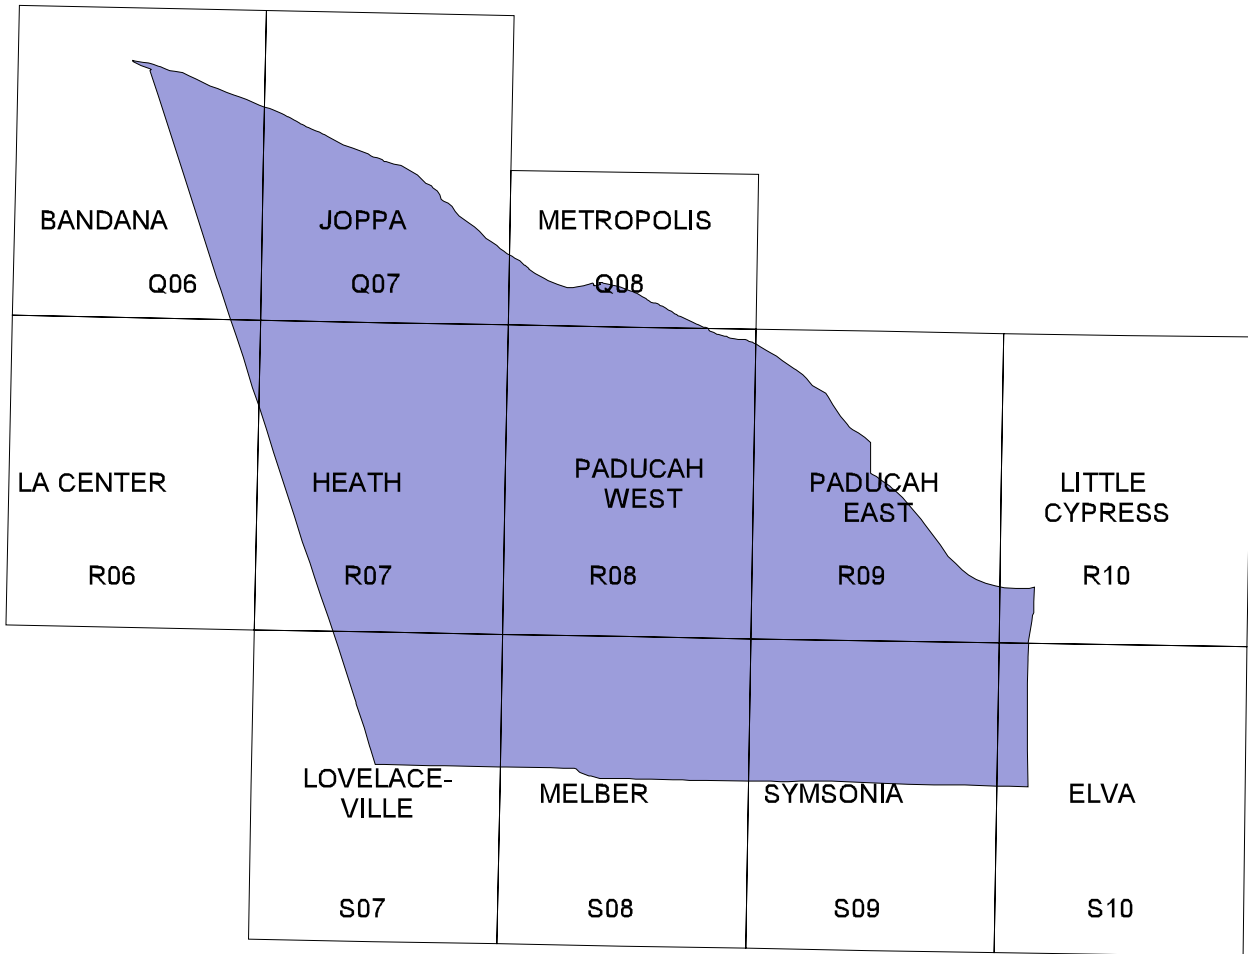 BANDANA
JOPPA
METROPOLIS
Q06
Q07
Q08
LA CENTER
HEATH
PADUCAH
WEST
PADUCAH
EAST
LITTLE
CYPRESS
R06
R07
R08
R09
R10
LOVELACE-
VILLE
MELBER
SYMSONIA
ELVA
S07
S08
S09
S10